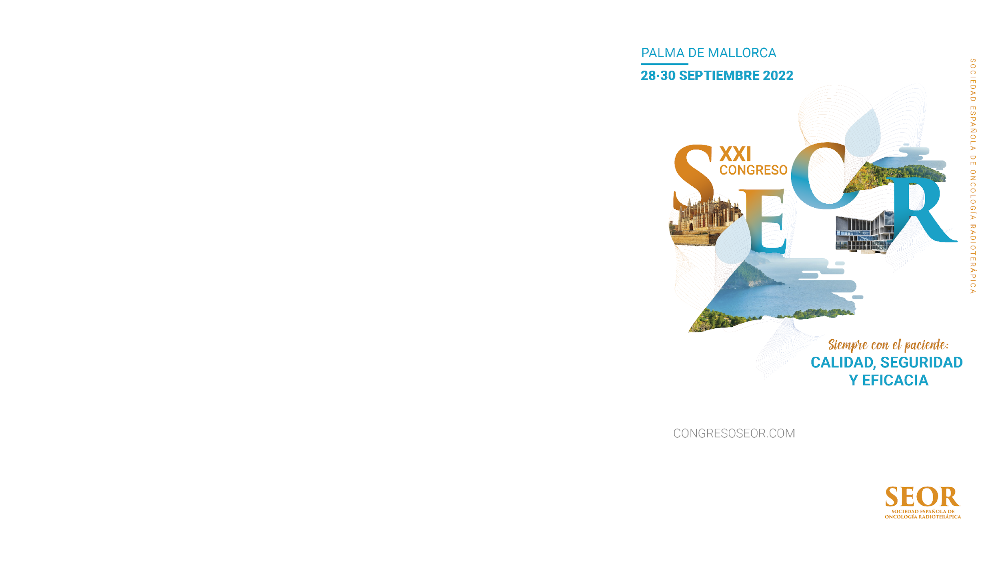 PALMA DE MALLORCA
28·30 SEPTIEMBRE 2022
XXI
CONGRESO
SEOR
SOCIEDAD ESPAÑOLA DE ONCOLOGÍA RADIOTERÁPICA
Siempre con el paciente:
CALIDAD, SEGURIDAD
Y EFICACIA
CONGRESOSEOR.COM
SEOR
SOCIEDAD ESPAÑOLA DE
ONCOLOGÍA RADIOTERÁPICA